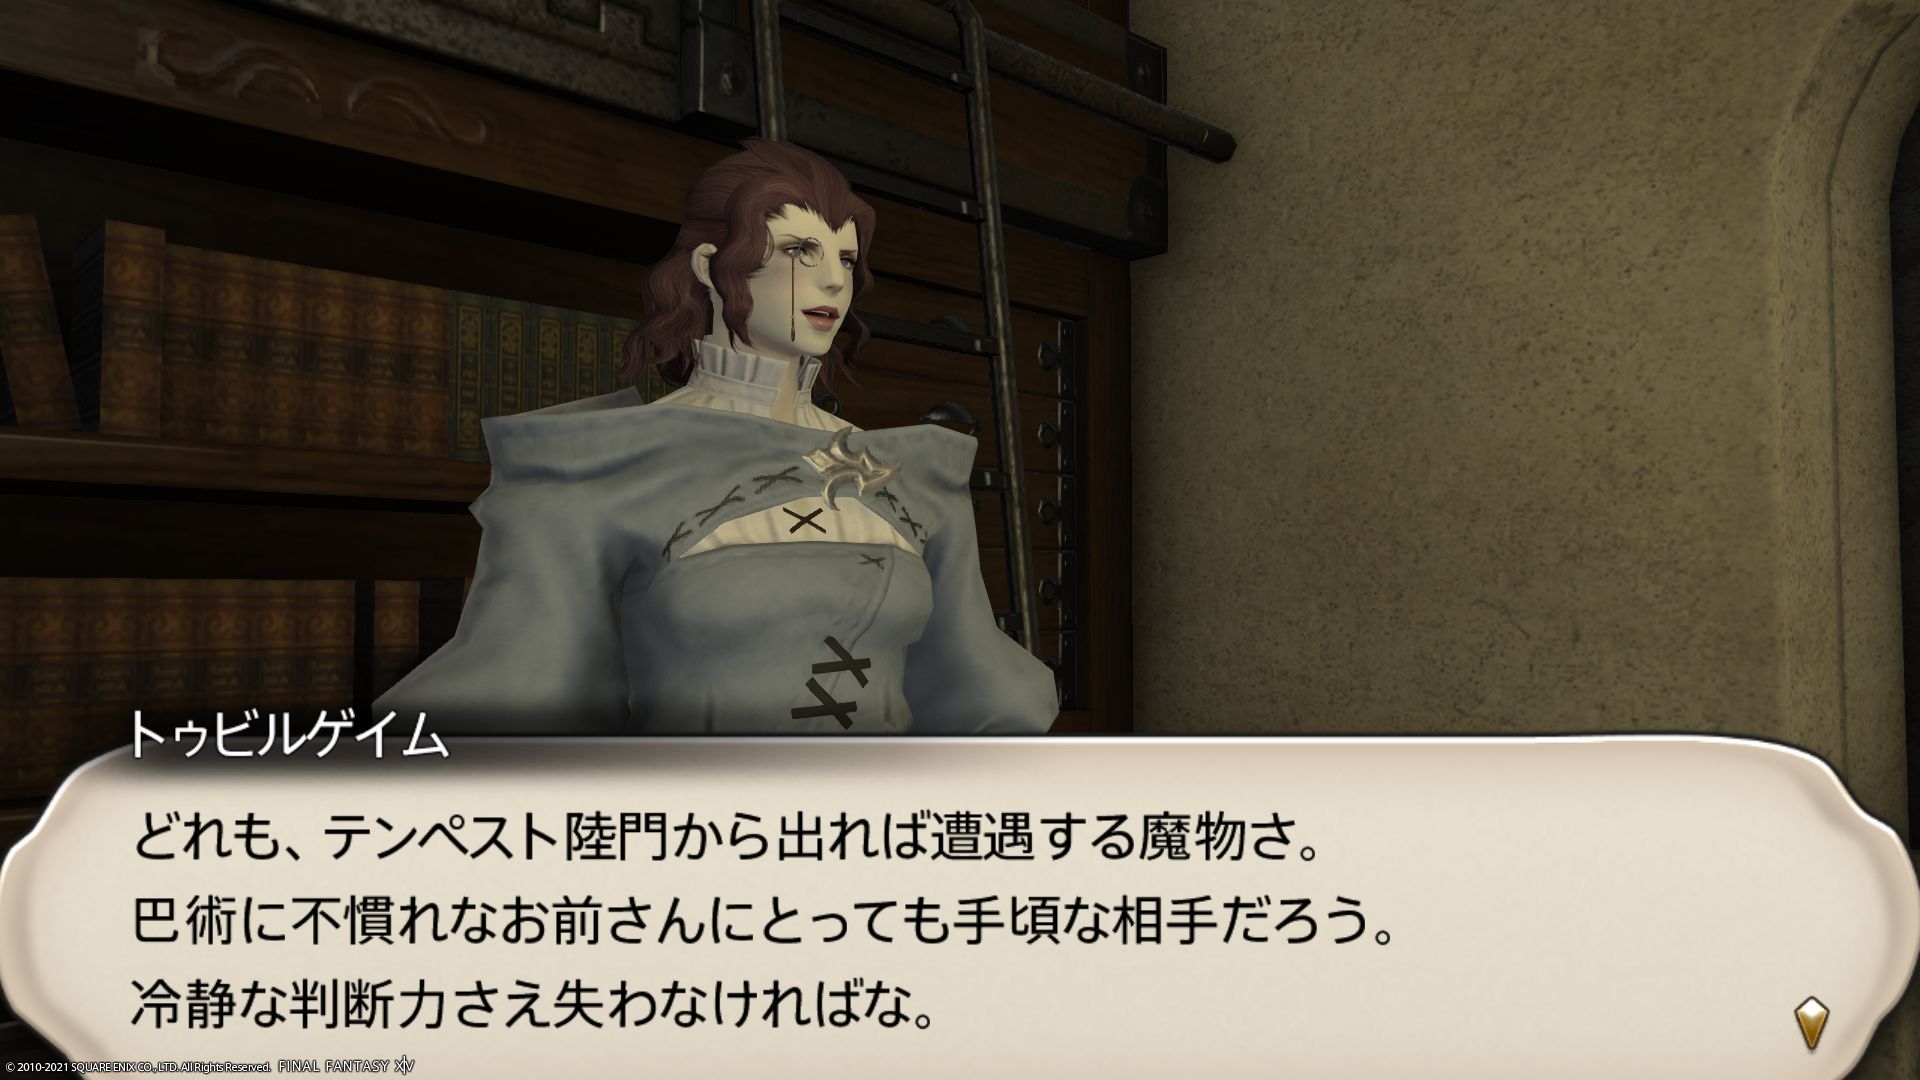 トゥビルゲイム
どれも、テンペスト陸門から出れば遭遇する魔物さ。
巴術に不慣れなお前さんにとっても手頃な相手だろう。
冷静な判断力さえ失わなければな。
© 2010-2021 SQUARE ENIX CO., LTD. All Rights Reserved. FINAL FANTASY XIV